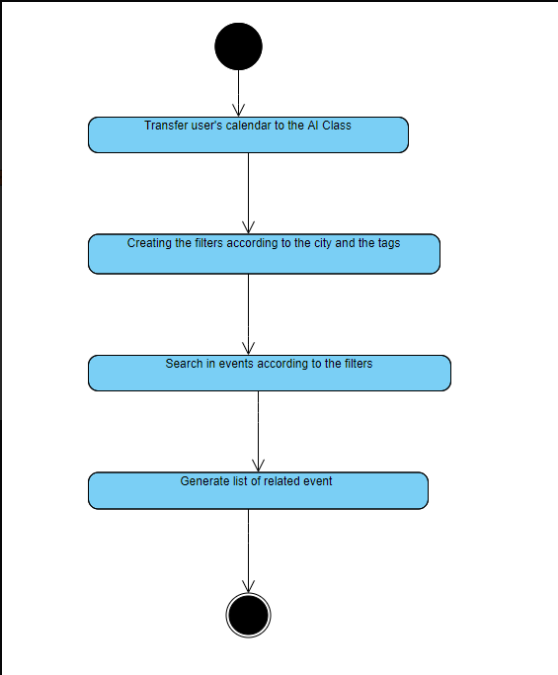 Transfer user's calendar to the AI Class
Creating the filters according to the city and the tags
Search in events according to the filters
Generate list of related event